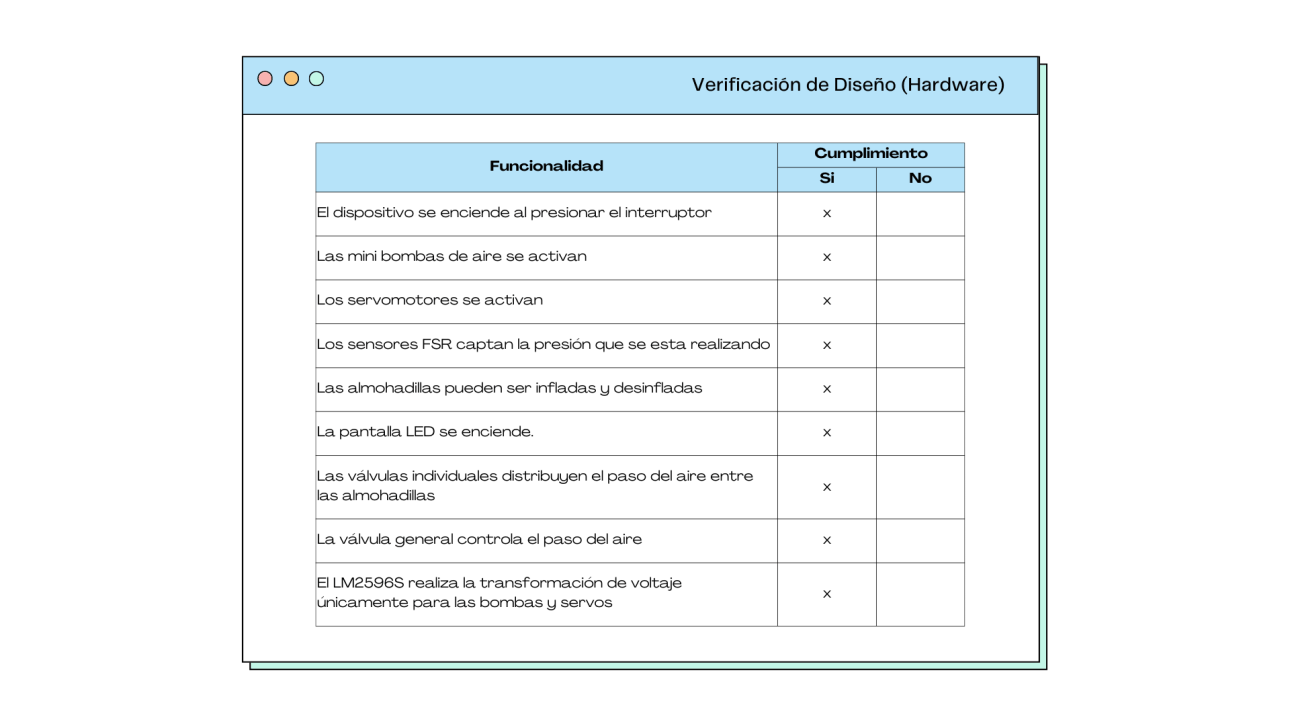 Verificación de Diseño (Hardware)
Funcionalidad
Cumplimiento
Si
No
El dispositivo se enciende al presionar el interruptor
x
Las mini bombas de aire se activan
x
Los servomotores se activan
x
Los sensores FSR captan la presión que se esta realizando
x
Las almohadillas pueden ser infladas y desinfladas
x
La pantalla LED se enciende.
x
Las válvulas individuales distribuyen el paso del aire entre
las almohadillas
x
La válvula general controla el paso del aire
x
El LM2596S realiza la transformación de voltaje
únicamente para las bombas y servos
x